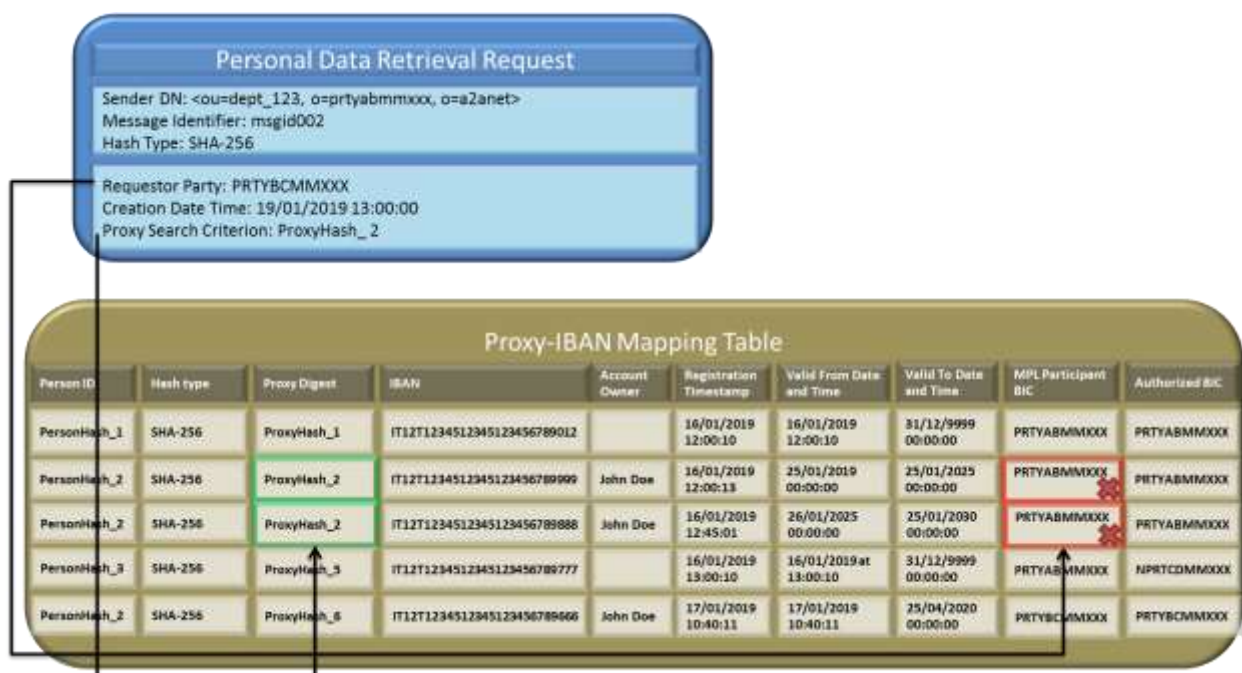 Personal Data Retrieval Request
Sender DN: <ou=dept_123, o=prtyabmmxxx, o=a2anet>
Message Identifier: msgid002
Hash Type: SHA-256
Requestor Party: PRTYBCMMXXX
Creation Date Time: 19/01/2019 13:00:00
Proxy Search Criterion: ProxyHash_ 2
Proxy-IBAN Mapping Table
Person ID Hash type Proxy Digest IBAN Account Owner Registration Timestamp Valid From Date and Time Valid To Date and Time MPL Participant BIC Authorized BIC
PersonHash_1 SHA-256 ProxyHash_1 IT12T1234512345123456789012 16/01/2019 12:00:10 16/01/2019 12:00:10 31/12/9999 00:00:00 PRTYABMMXXX PRTYABMMXXX
PersonHash_2 SHA-256 ProxyHash_2 IT12T1234512345123456789999 John Doe 16/01/2019 12:00:13 25/01/2019 00:00:00 25/01/2025 00:00:00 PRTYABMMXXX PRTYABMMXXX
PersonHash_2 SHA-256 ProxyHash_2 IT12T1234512345123456789888 John Doe 16/01/2019 12:45:01 26/01/2025 00:00:00 25/01/2030 00:00:00 PRTYABMMXXX PRTYABMMXXX
PersonHash_3 SHA-256 ProxyHash_5 IT12T1234512345123456789777 16/01/2019 13:00:10 16/01/2019 at 13:00:10 31/12/9999 00:00:00 PRTYABMMXXX NPRTCDMMXXX
PersonHash_2 SHA-256 ProxyHash_6 IT12T1234512345123456789666 John Doe 17/01/2019 10:40:11 17/01/2019 10:40:11 25/04/2020 00:00:00 PRTYBCMMXXX PRTYBCMMXXX